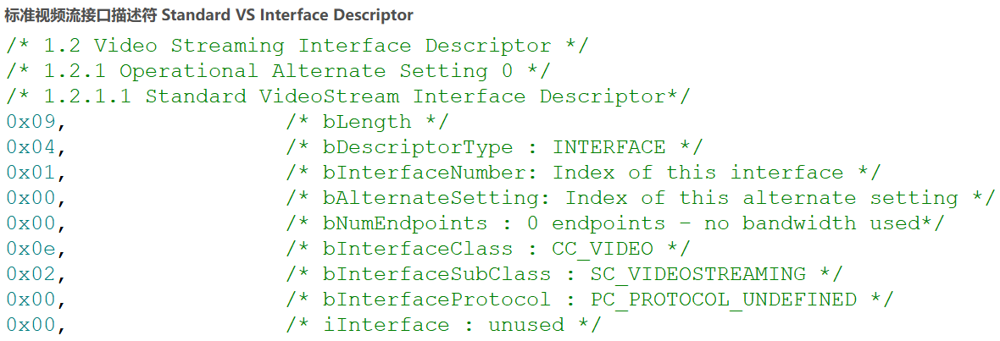 标准视频流接口描述符 Standard VS Interface Descriptor
/* 1.2 Video Streaming Interface Descriptor */
/* 1.2.1 Operational Alternate Setting 0 */
/* 1.2.1.1 Standard VideoStream Interface Descriptor*/
0x09, /* bLength */
0x04, /* bDescriptorType : INTERFACE */
0x01, /* bInterfaceNumber: Index of this interface */
0x00, /* bAlternateSetting: Index of this alternate setting */
0x00, /* bNumEndpoints : 0 endpoints – no bandwidth used*/
0x0e, /* bInterfaceClass : CC_VIDEO */
0x02, /* bInterfaceSubClass : SC_VIDEOSTREAMING */
0x00, /* bInterfaceProtocol : PC_PROTOCOL_UNDEFINED */
0x00, /* iInterface : unused */